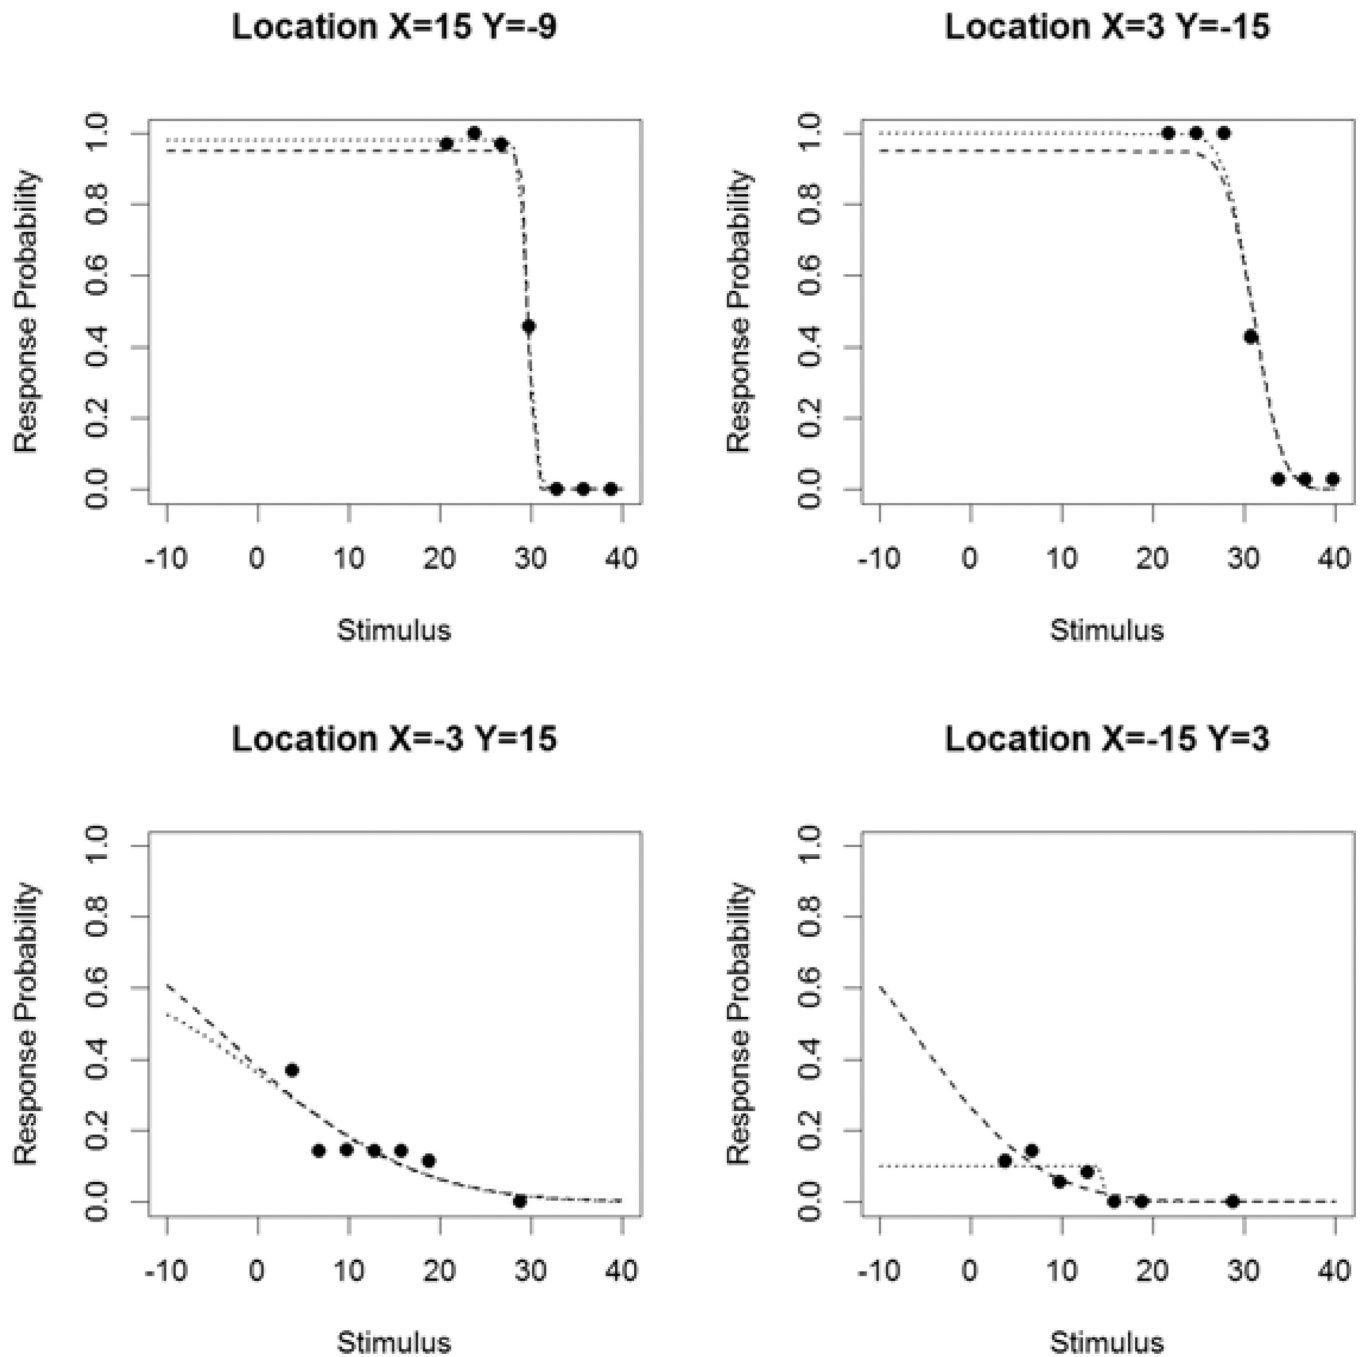 Location X=15 Y=-9
Location X=3 Y=-15
Response Probability
0.0 0.2 0.4 0.6 0.8 1.0
-10 0 10 20 30 40
Stimulus
Response Probability
0.0 0.2 0.4 0.6 0.8 1.0
-10 0 10 20 30 40
Stimulus
Location X=-3 Y=15
Location X=-15 Y=3
Response Probability
0.0 0.2 0.4 0.6 0.8 1.0
-10 0 10 20 30 40
Stimulus
Response Probability
0.0 0.2 0.4 0.6 0.8 1.0
-10 0 10 20 30 40
Stimulus